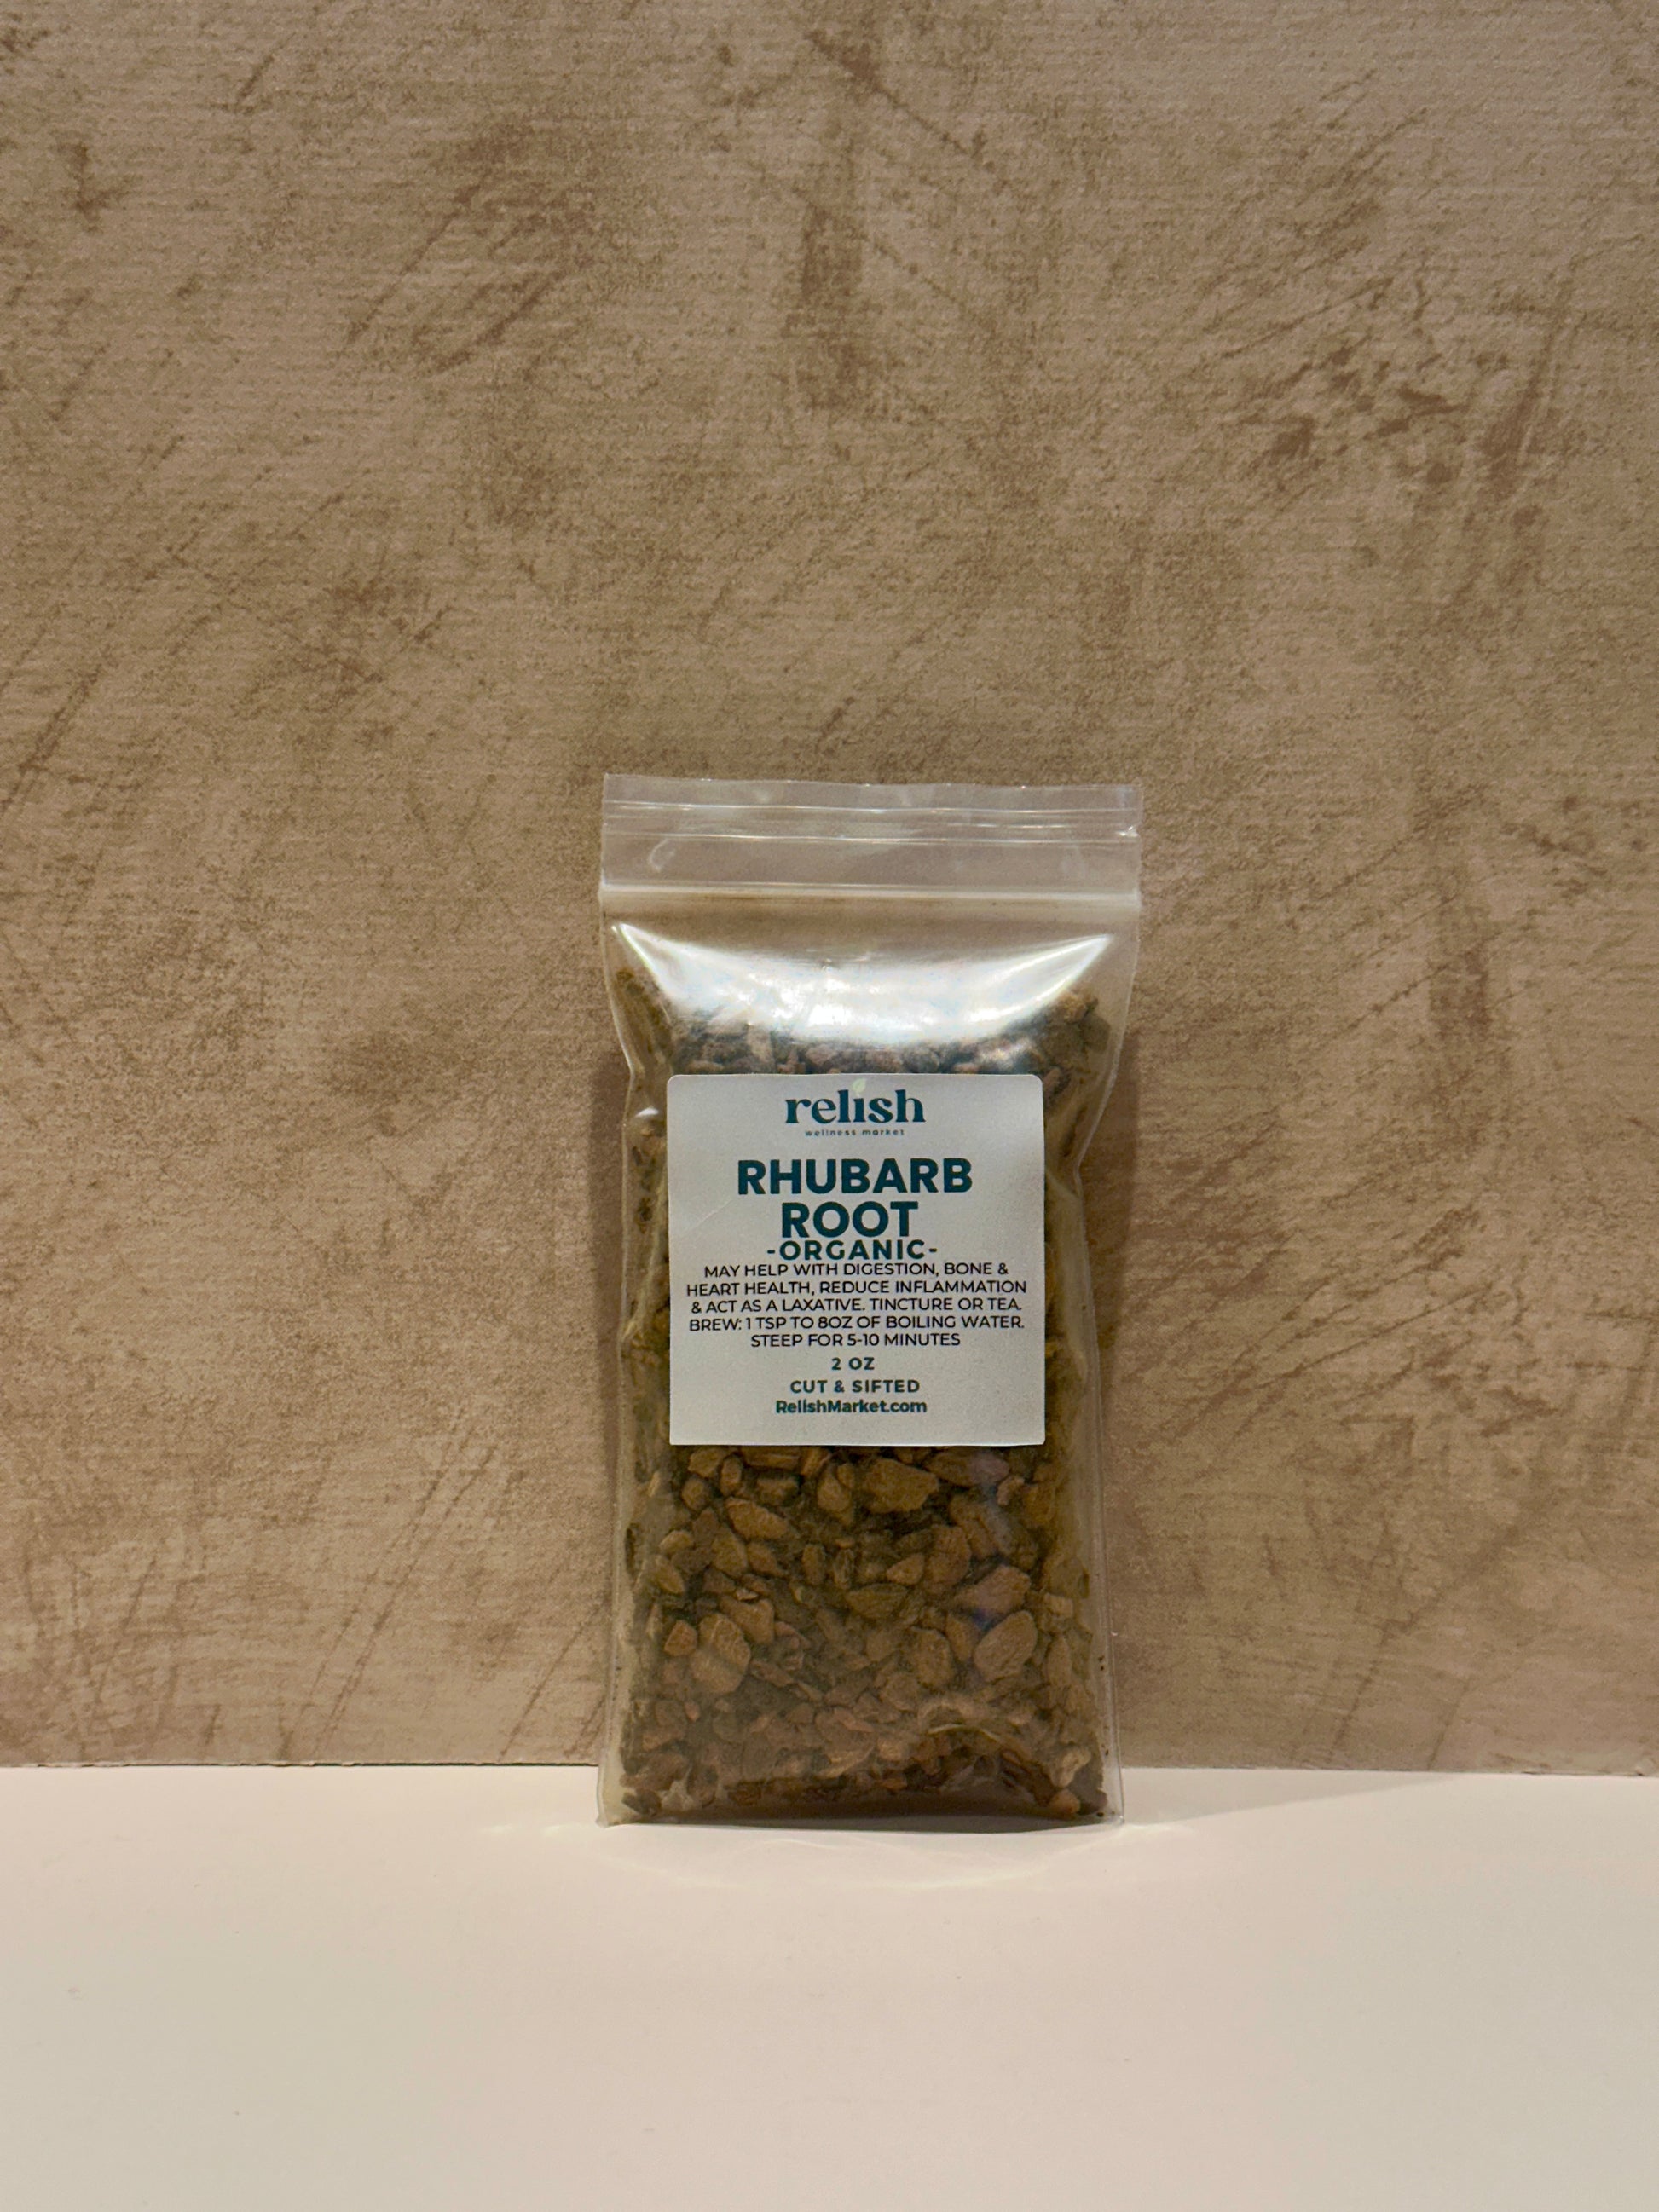 relish
wellness market
RHUBARB
ROOT
-ORGANIC-
MAY HELP WITH DIGESTION, BONE &
HEART HEALTH, REDUCE INFLAMMATION
& ACT AS A LAXATIVE. TINCTURE OR TEA.
BREW: 1 TSP TO 8OZ OF BOILING WATER.
STEEP FOR 5-10 MINUTES
2 OZ
CUT & SIFTED
RelishMarket.com